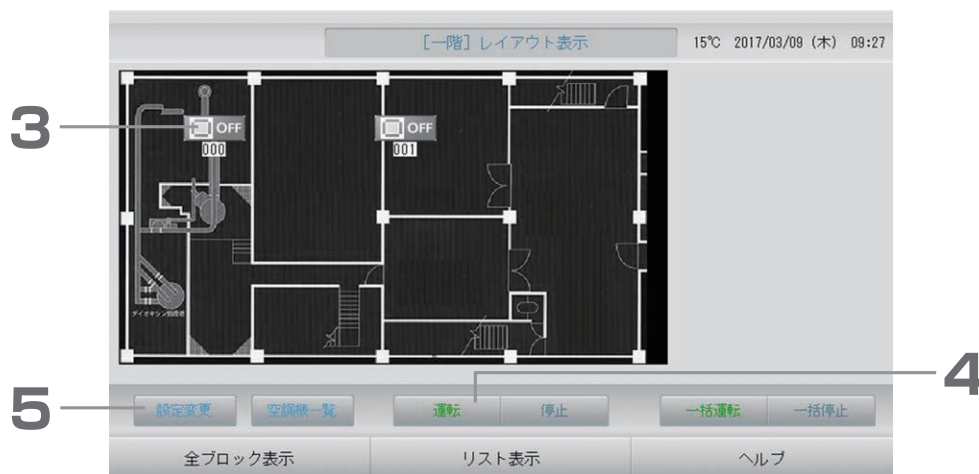 [一階] レイアウト表示
15℃ 2017/03/09 (木) 09:27
3
OFF
000
OFF
001
4
5
設定変更
空調機一覧
運転
停止
一括運転
一括停止
全ブロック表示
リスト表示
ヘルプ